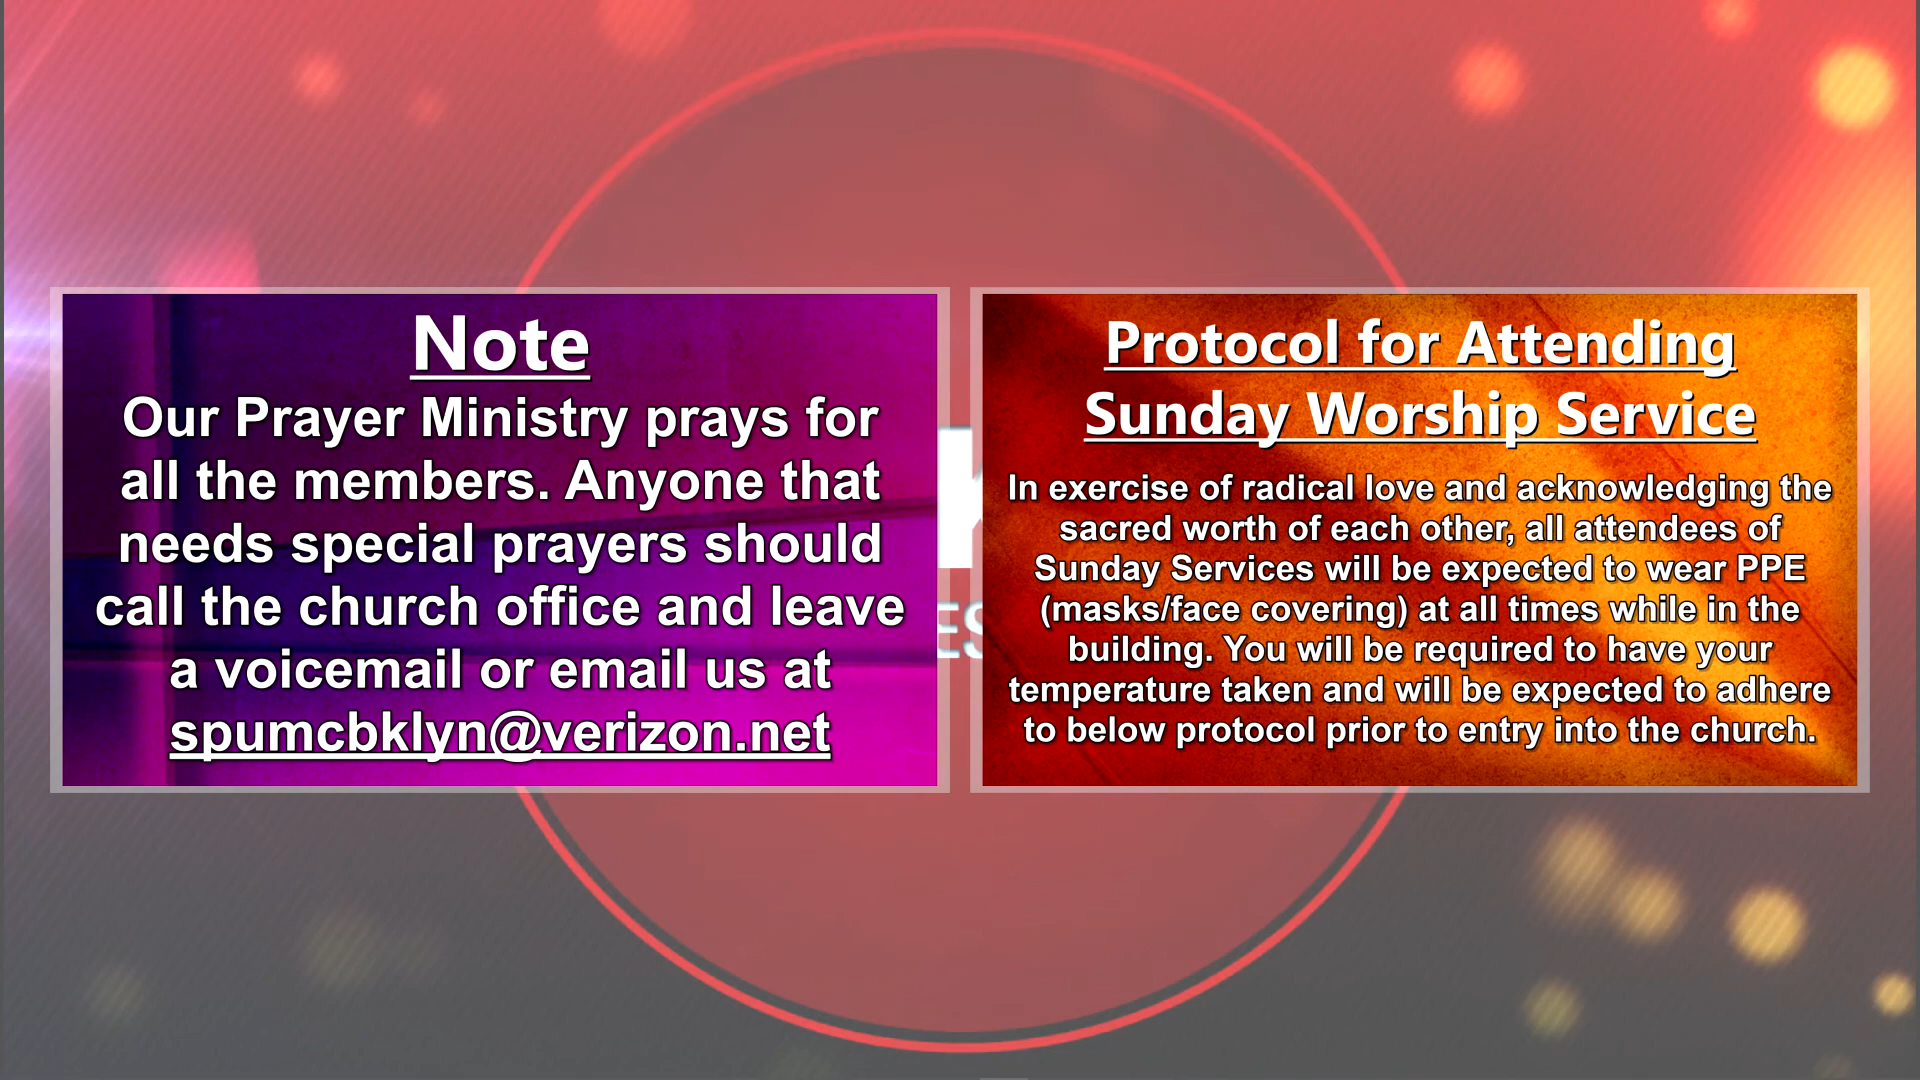 Note
Our Prayer Ministry prays for
all the members. Anyone that
needs special prayers should
call the church office and leave
a voicemail or email us at
spumcbklyn@verizon.net
Protocol for Attending
Sunday Worship Service
In exercise of radical love and acknowledging the
sacred worth of each other, all attendees of
Sunday Services will be expected to wear PPE
(masks/face covering) at all times while in the
building. You will be required to have your
temperature taken and will be expected to adhere
to below protocol prior to entry into the church.